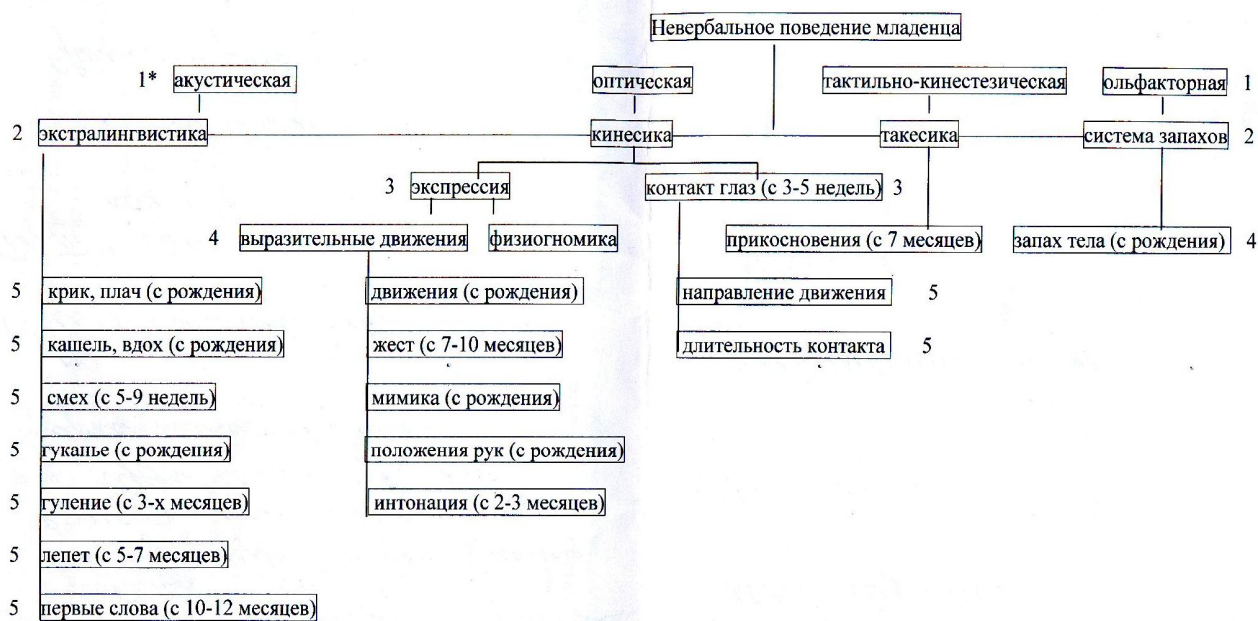 Невербальное поведение младенца
1* акустическая оптическая тактильно-кинестезическая ольфакторная 1
2 экстралингвистика кинесика такесика система запахов 2
3 экспрессия контакт глаз (с 3-5 недель) 3
4 выразительные движения физиогномика прикосновения (с 7 месяцев) запах тела (с рождения) 4
5 крик, плач (с рождения) движения (с рождения) направление движения 5
5 кашель, вдох (с рождения) жест (с 7-10 месяцев) длительность контакта 5
5 смех (с 5-9 недель) мимика (с рождения)
5 гуканье (с рождения) положения рук (с рождения)
5 гуление (с 3-х месяцев) интонация (с 2-3 месяцев)
5 лепет (с 5-7 месяцев)
5 первые слова (с 10-12 месяцев)